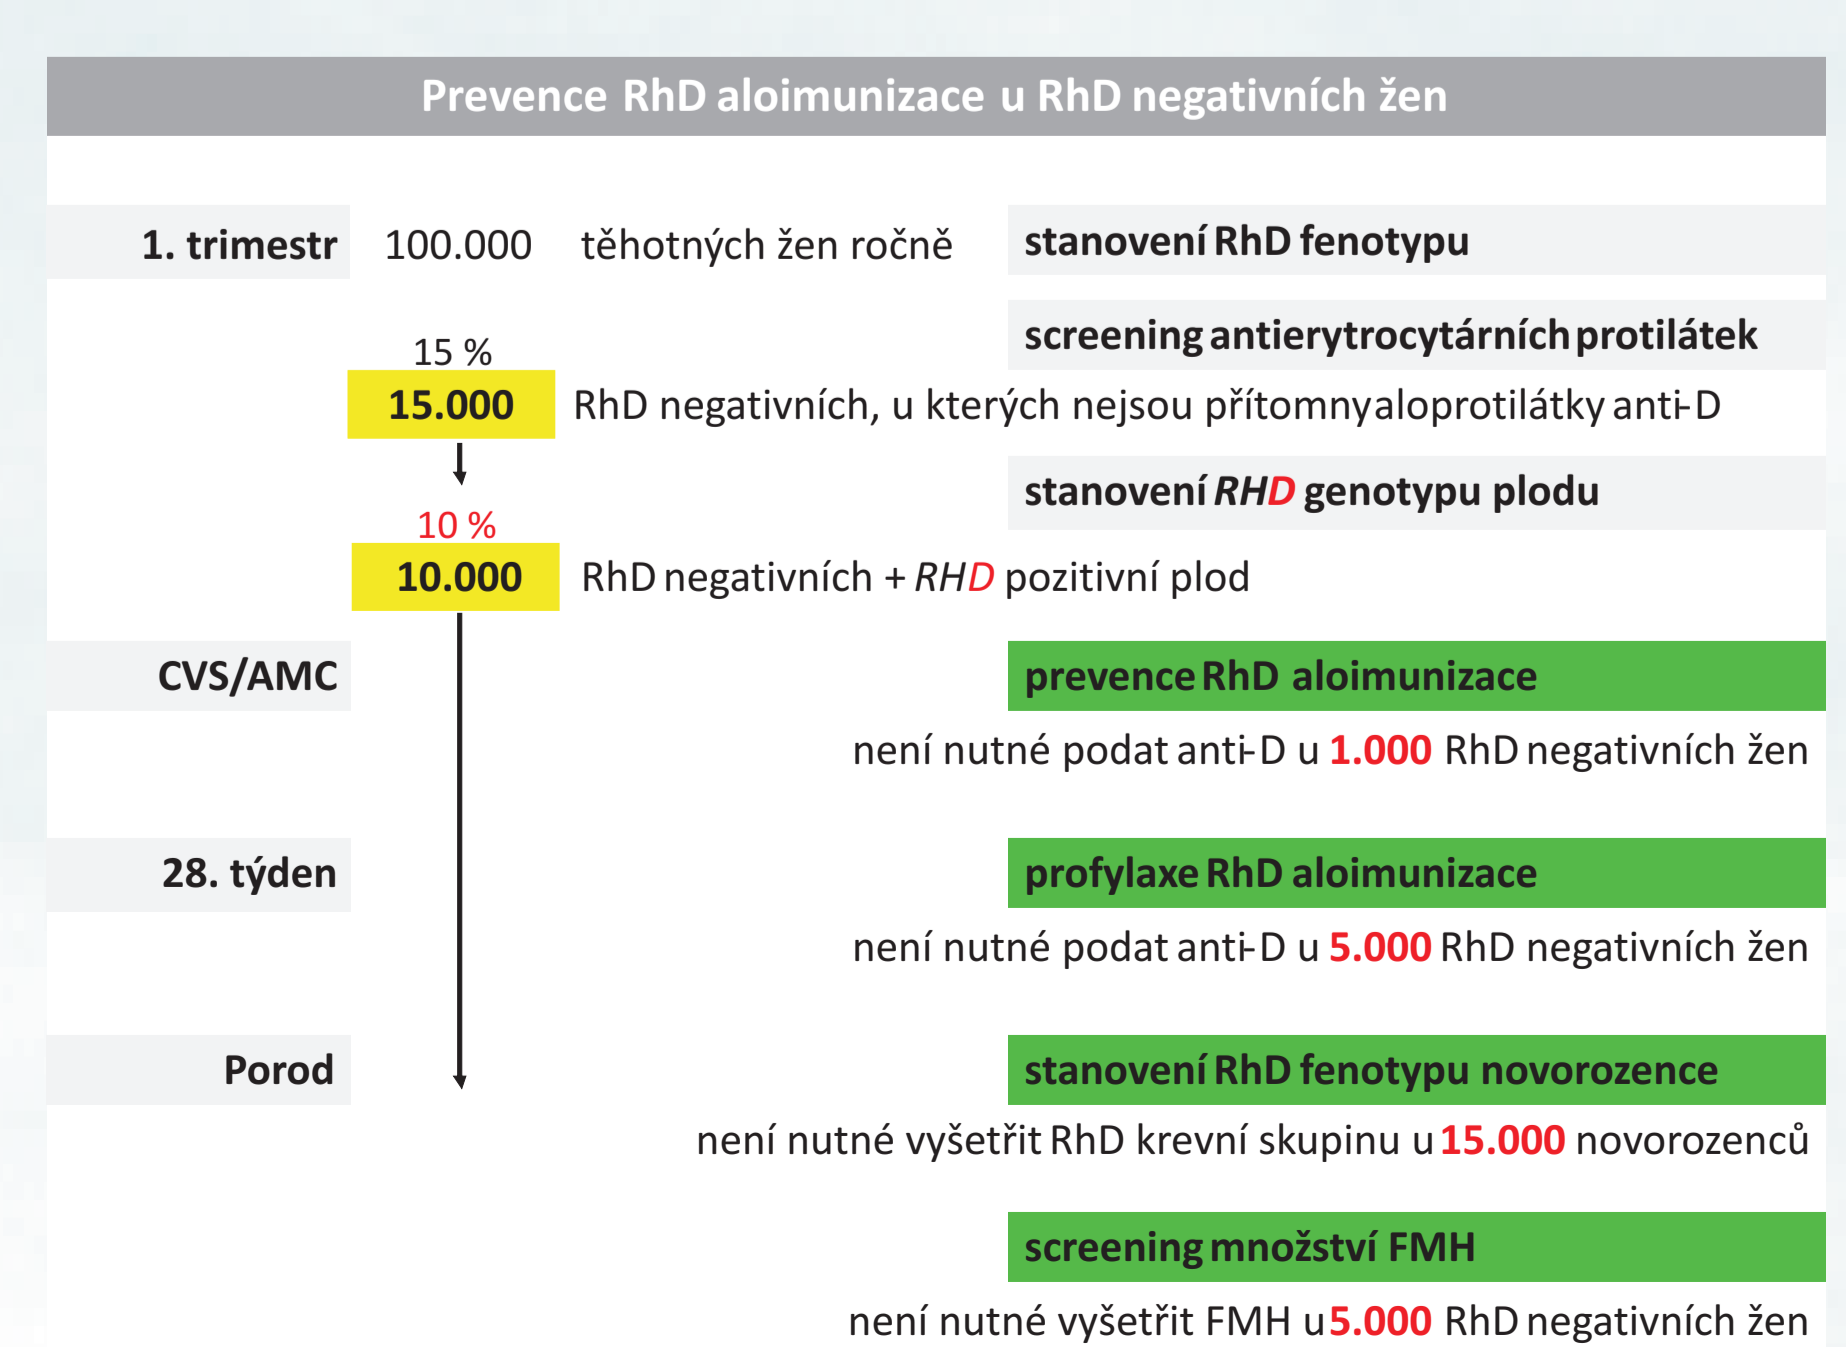 Prevence RhD aloimunizace u RhD negativních žen
1. trimestr 100.000 těhotných žen ročně stanovení RhD fenotypu
screening antierytrocytárních protilátek
15 %
15.000 RhD negativních, u kterých nejsou přítomny aloprotilátky anti-D
stanovení RHD genotypu plodu
10 %
10.000 RhD negativních + RHD pozitivní plod
CVS/AMC prevence RhD aloimunizace
není nutné podat anti-D u 1.000 RhD negativních žen
28. týden profylaxe RhD aloimunizace
není nutné podat anti-D u 5.000 RhD negativních žen
Porod stanovení RhD fenotypu novorozence
není nutné vyšetřit RhD krevní skupinu u 15.000 novorozenců
screening množství FMH
není nutné vyšetřit FMH u 5.000 RhD negativních žen